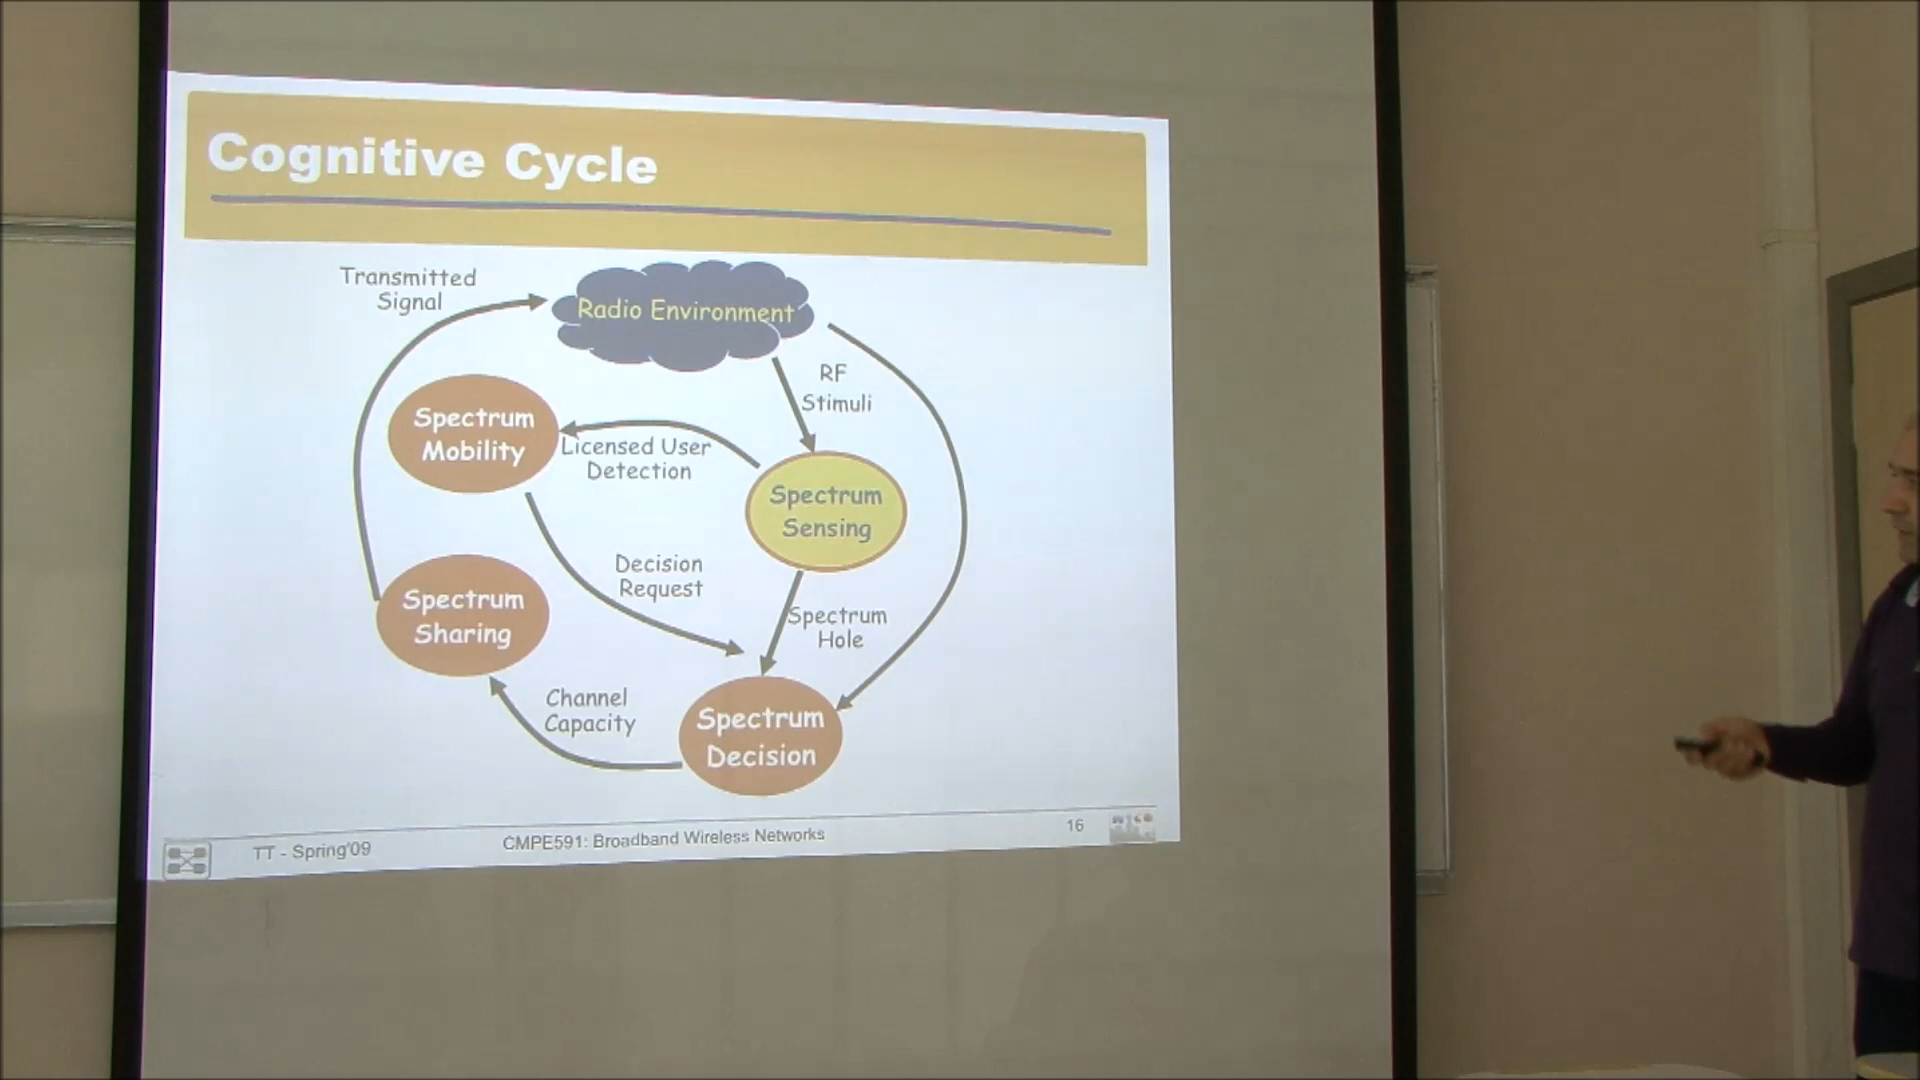 Cognitive Cycle
Transmitted
Signal
Radio Environment
RF
Stimuli
Spectrum
Mobility
Licensed User
Detection
Spectrum
Sensing
Decision
Request
Spectrum
Hole
Spectrum
Sharing
Channel
Capacity
Spectrum
Decision
TT - Spring'09
CMPE591: Broadband Wireless Networks
16